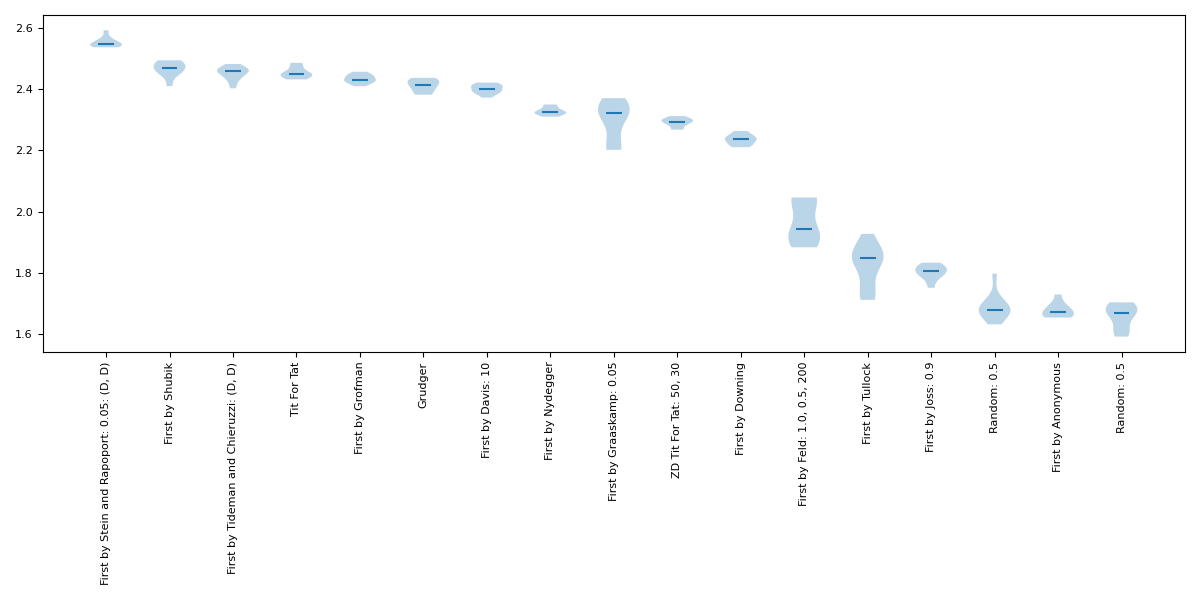 2.6
2.4
2.2
2.0
1.8
1.6
First by Stein and Rapoport: 0.05: (D, D)
First by Shubik
First by Tideman and Chieruzzi: (D, D)
Tit For Tat
First by Grofman
Grudger
First by Davis: 10
First by Nydegger
First by Graaskamp: 0.05
ZD Tit For Tat: 50, 30
First by Downing
First by Feld: 1.0, 0.5, 200
First by Tullock
First by Joss: 0.9
Random: 0.5
First by Anonymous
Random: 0.5